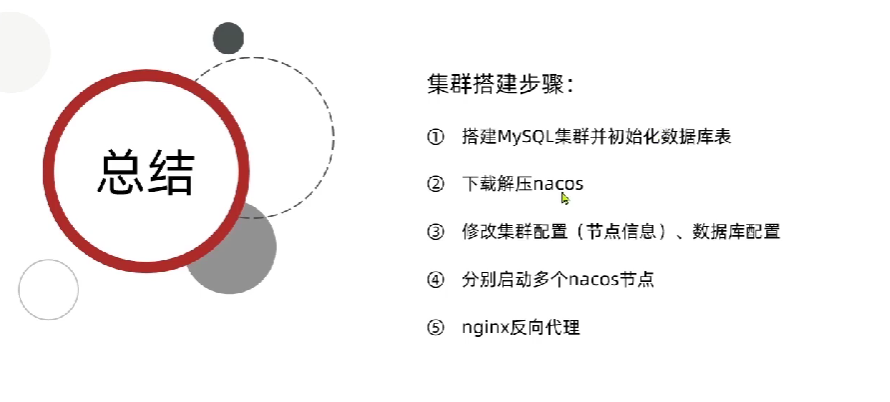 总结
集群搭建步骤：
① 搭建MySQL集群并初始化数据库表
② 下载解压nacos
③ 修改集群配置（节点信息）、数据库配置
④ 分别启动多个nacos节点
⑤ nginx反向代理